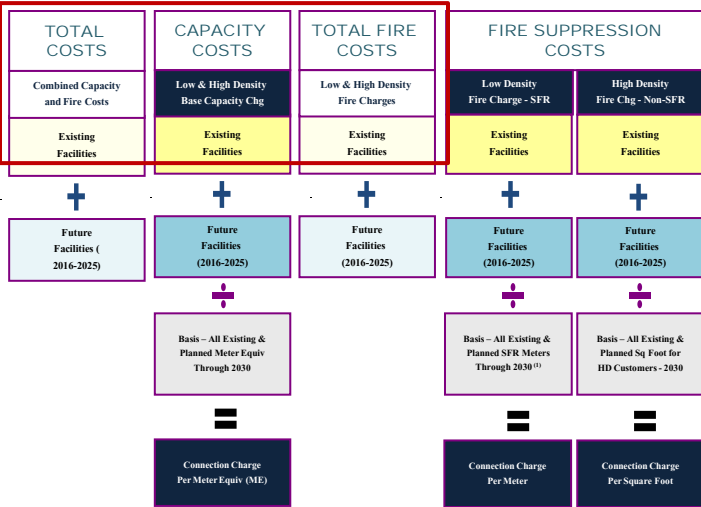 TOTAL
COSTS
CAPACITY
COSTS
TOTAL FIRE
COSTS
FIRE SUPPRESSION
COSTS
Combined Capacity
and Fire Costs
Low & High Density
Base Capacity Chg
Low & High Density
Fire Charges
Low Density
Fire Charge - SFR
High Density
Fire Chg - Non-SFR
Existing
Facilities
Existing
Facilities
Existing
Facilities
Existing
Facilities
Existing
Facilities
+
+
+
+
+
Future
Facilities (
2016-2025)
Future
Facilities
(2016-2025)
Future
Facilities
(2016-2025)
Future
Facilities
(2016-2025)
Future
Facilities
(2016-2025)
÷
÷
÷
Basis – All Existing &
Planned Meter Equiv
Through 2030
Basis – All Existing &
Planned SFR Meters
Through 2030 (1)
Basis – All Existing &
Planned Sq Foot for
HD Customers - 2030
=
=
=
Connection Charge
Per Meter Equiv (ME)
Connection Charge
Per Meter
Connection Charge
Per Square Foot